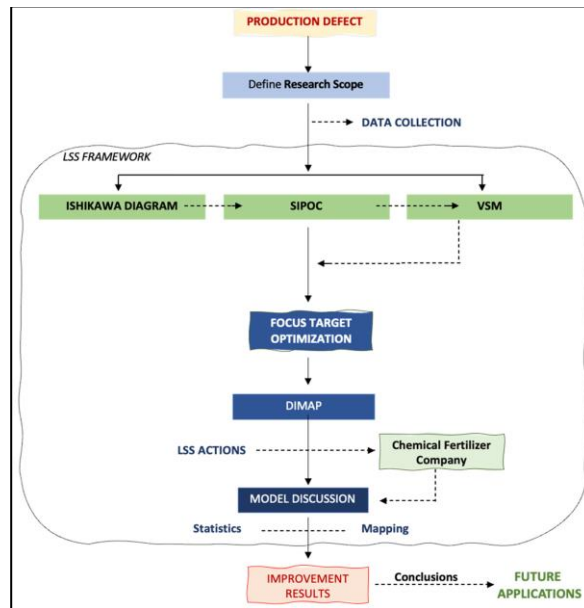 PRODUCTION DEFECT
Define Research Scope
DATA COLLECTION
LSS FRAMEWORK
ISHIKAWA DIAGRAM
SIPOC
VSM
FOCUS TARGET
OPTIMIZATION
DIMAP
LSS ACTIONS
Chemical Fertilizer
Company
MODEL DISCUSSION
Statistics
Mapping
IMPROVEMENT
RESULTS
Conclusions
FUTURE
APPLICATIONS